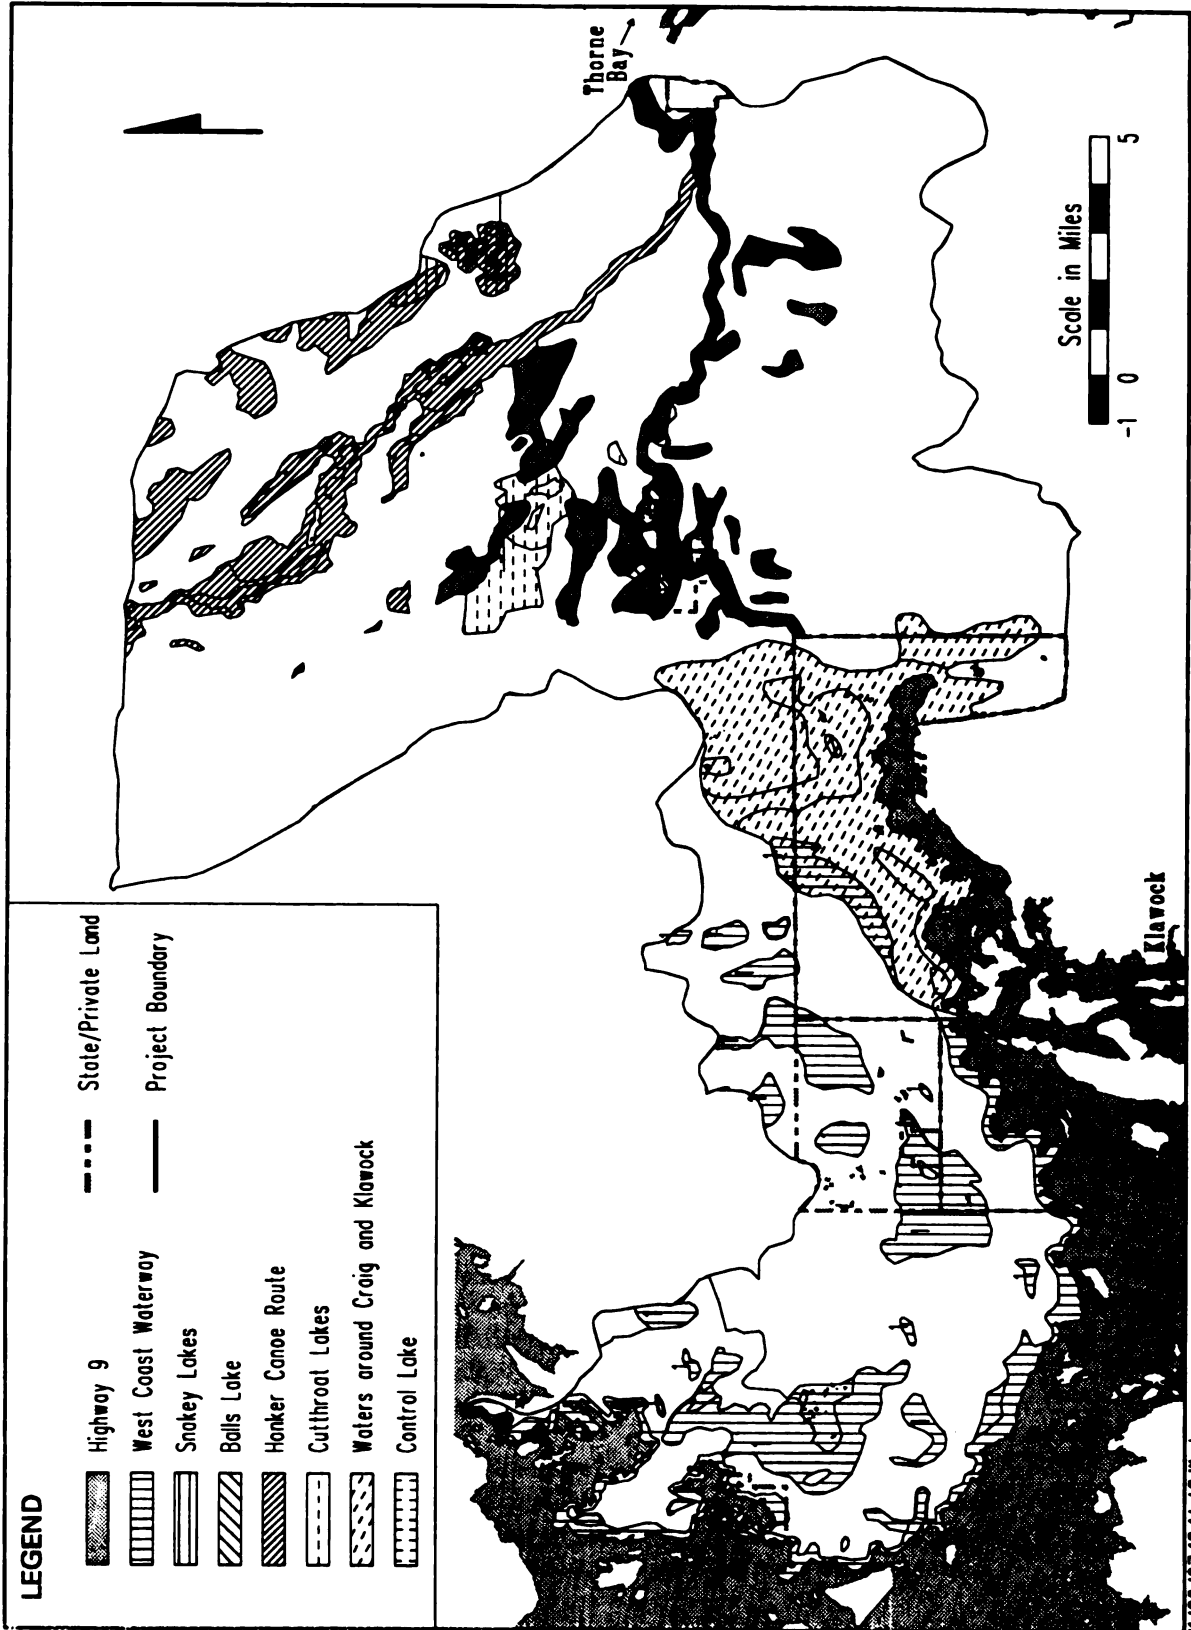 LEGEND
Highway 9
West Coast Waterway
Snakey Lakes
Balls Lake
Honker Canoe Route
Cutthroat Lakes
Waters around Craig and Klawock
Control Lake
State/Private Land
Project Boundary
Thorne
Bay
Klawock
Scale in Miles
-1 0 5